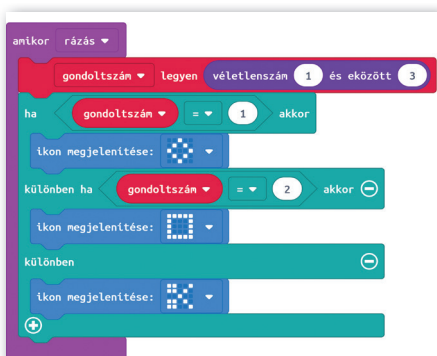 amikor rázás
gondoltszám legyen véletlenszám 1 és eközött 3
ha gondoltszám = 1 akkor
ikon megjelenítése:
különben ha gondoltszám = 2 akkor
ikon megjelenítése:
különben
ikon megjelenítése: